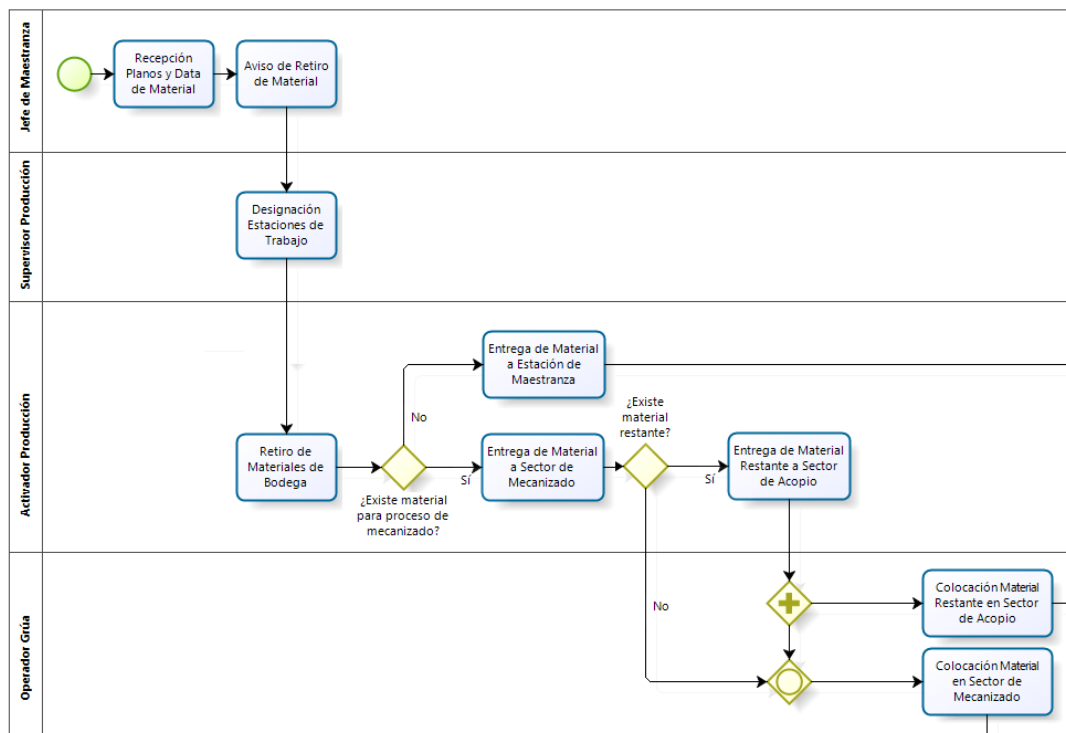 Jefe de Maestranza
Recepción
Planos y Data
de Material
Aviso de Retiro
de Material
Supervisor Producción
Designación
Estaciones de
Trabajo
Activador Producción
Entrega de Material
a Estación de
Maestranza
No
¿Existe
material
restante?
Retiro de
Materiales de
Bodega
¿Existe material
para proceso de
mecanizado?
Sí
Entrega de Material
a Sector de
Mecanizado
Sí
Entrega de Material
Restante a Sector
de Acopio
Operador Grúa
No
Colocación Material
Restante en Sector
de Acopio
Colocación Material
en Sector de
Mecanizado